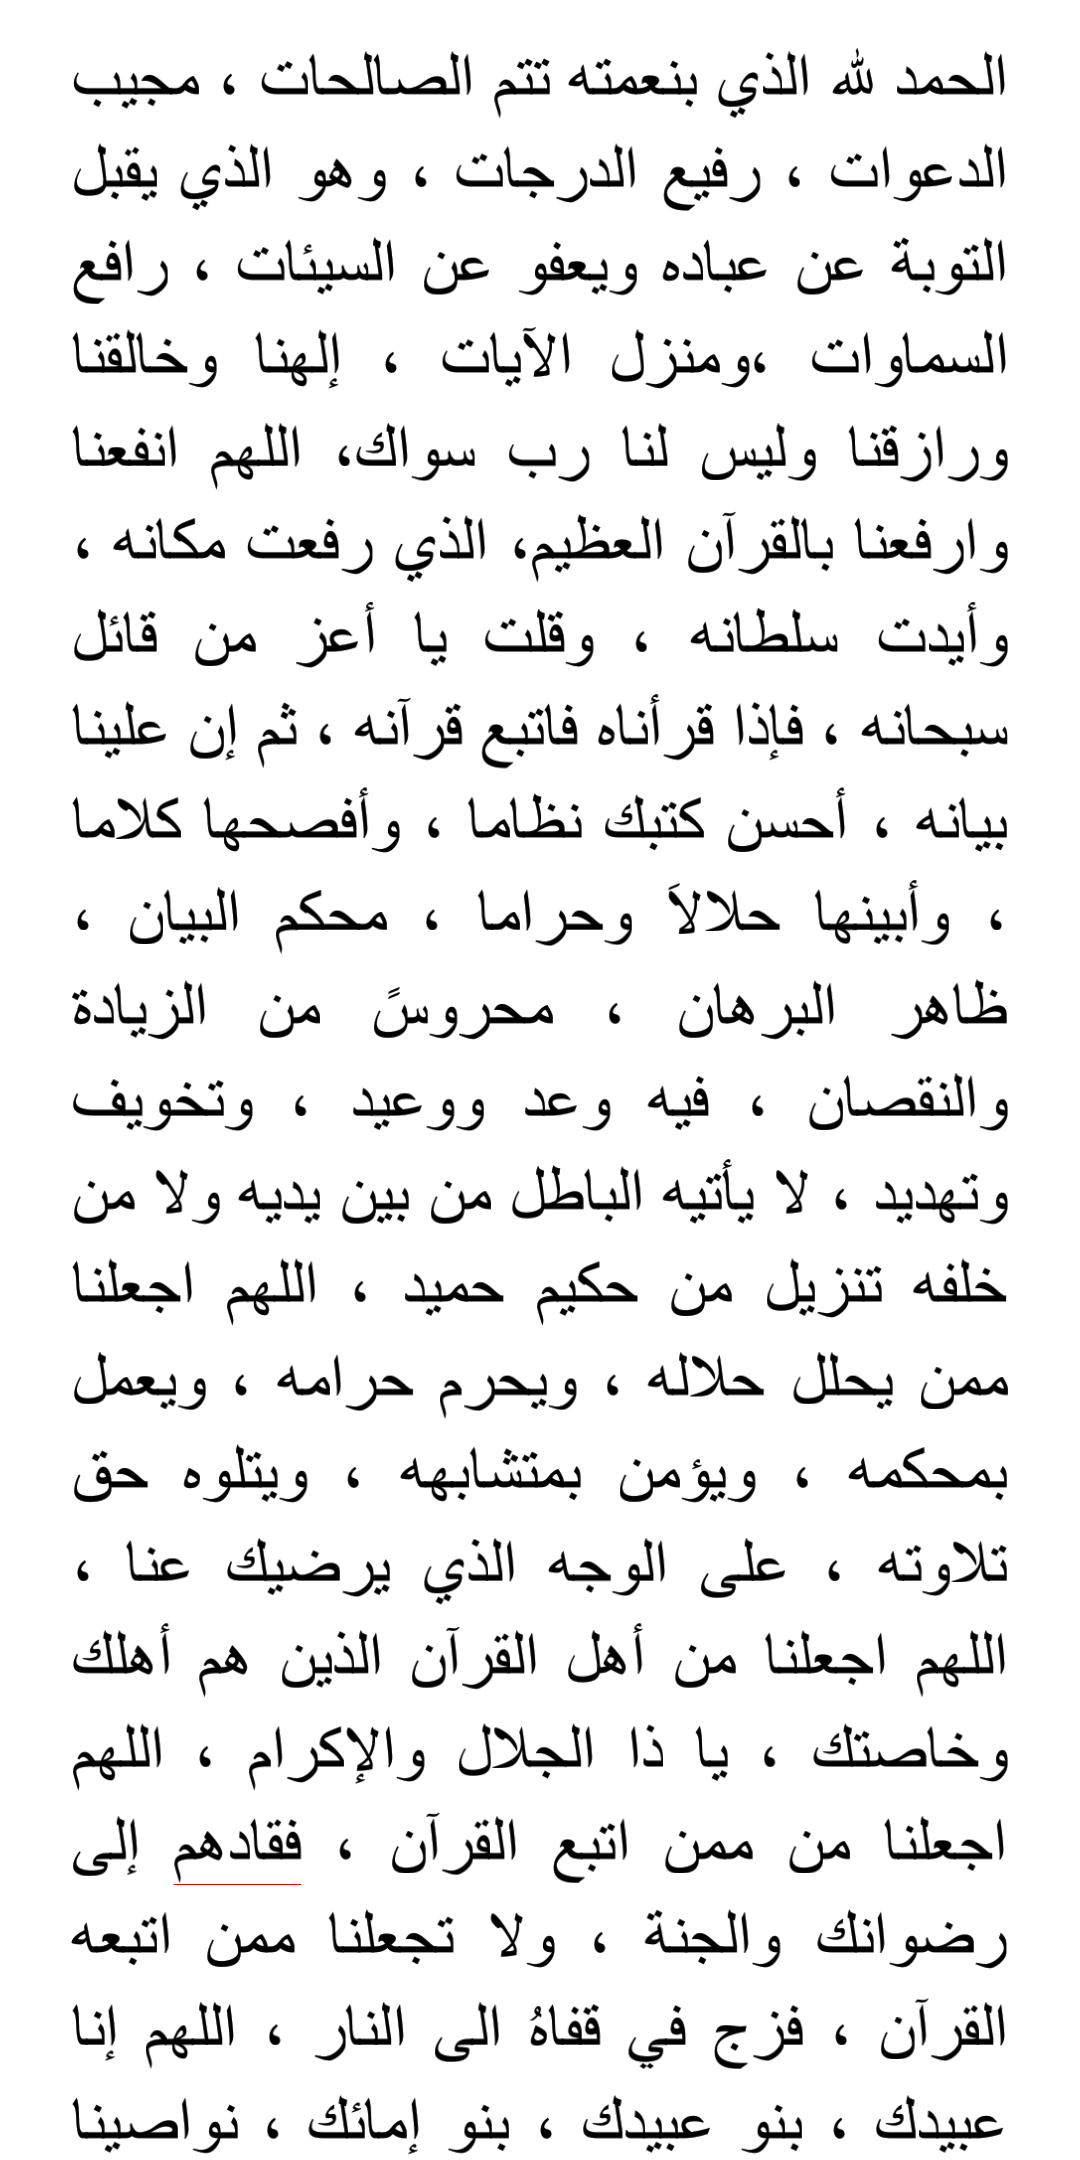 الحمد لله الذي بنعمته تتم الصالحات ، مجيب
الدعوات ، رفيع الدرجات ، وهو الذي يقبل
التوبة عن عباده ويعفو عن السيئات ، رافع
السماوات ،ومنزل الآيات ، إلهنا وخالقنا
ورازقنا وليس لنا رب سواك، اللهم انفعنا
وارفعنا بالقرآن العظيم، الذي رفعت مكانه ،
وأيدت سلطانه ، وقلت يا أعز من قائل
سبحانه ، فإذا قرأناه فاتبع قرآنه ، ثم إن علينا
بيانه ، أحسن كتبك نظاما ، وأفصحها كلاما
، وأبينها حلالاَ وحراما ، محكم البيان ،
ظاهر البرهان ، محروسً من الزيادة
والنقصان ، فيه وعد ووعيد ، وتخويف
وتهديد ، لا يأتيه الباطل من بين يديه ولا من
خلفه تنزيل من حكيم حميد ، اللهم اجعلنا
ممن يحلل حلاله ، ويحرم حرامه ، ويعمل
بمحكمه ، ويؤمن بمتشابهه ، ويتلوه حق
تلاوته ، على الوجه الذي يرضيك عنا ،
اللهم اجعلنا من أهل القرآن الذين هم أهلك
وخاصتك ، يا ذا الجلال والإكرام ، اللهم
اجعلنا من ممن اتبع القرآن ، فقادهم إلى
رضوانك والجنة ، ولا تجعلنا ممن اتبعه
القرآن ، فزج في قفاهُ الى النار ، اللهم إنا
عبيدك ، بنو عبيدك ، بنو إمائك ، نواصينا